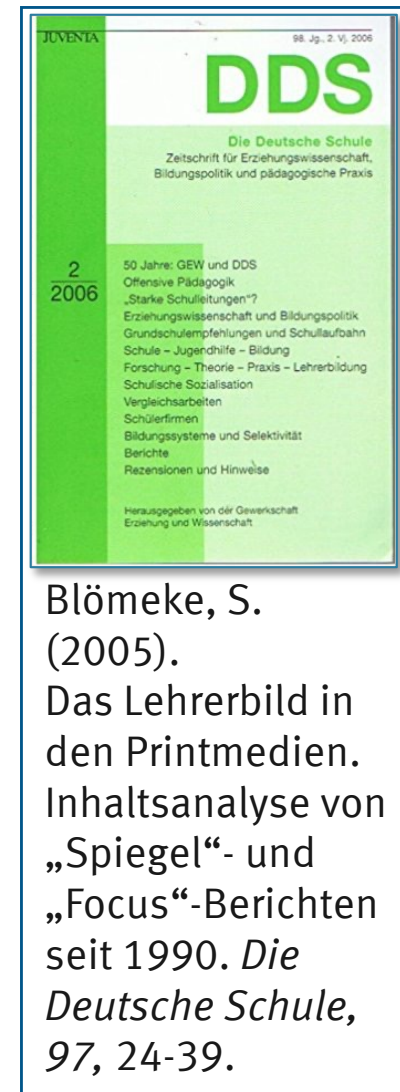 JUVENTA
98. Jg., 2. Vj. 2006
DDS
Die Deutsche Schule
Zeitschrift für Erziehungswissenschaft,
Bildungspolitik und pädagogische Praxis
2
2006
50 Jahre: GEW und DDS
Offensive Pädagogik
„Starke Schulleitungen“?
Erziehungswissenschaft und Bildungspolitik
Grundschulempfehlungen und Schullaufbahn
Schule – Jugendhilfe – Bildung
Forschung – Theorie – Praxis – Lehrerbildung
Schulische Sozialisation
Vergleichsarbeiten
Schülerfirmen
Bildungssysteme und Selektivität
Berichte
Rezensionen und Hinweise
Herausgegeben von der Gewerkschaft
Erziehung und Wissenschaft
Blömeke, S.
(2005).
Das Lehrerbild in
den Printmedien.
Inhaltsanalyse von
„Spiegel“- und
„Focus“-Berichten
seit 1990. Die
Deutsche Schule,
97, 24-39.